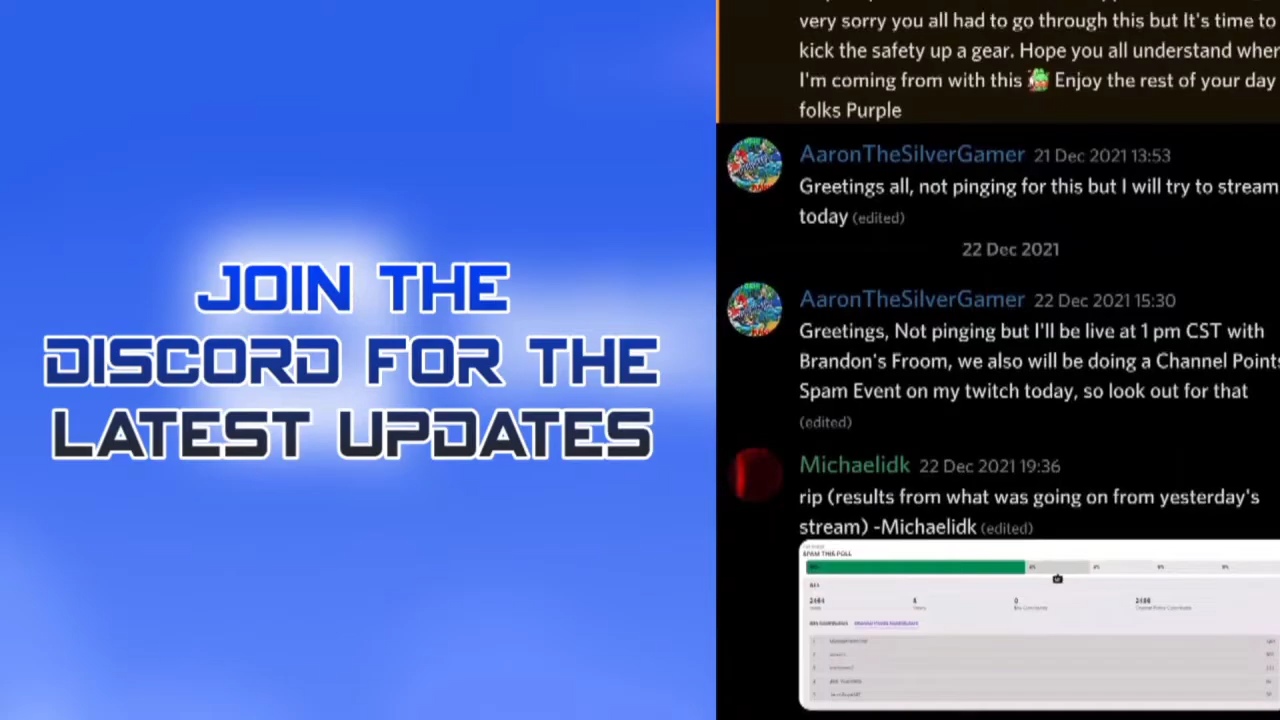 JOIN THE
DISCORD FOR THE
LATEST UPDATES
very sorry you all had to go through this but It's time to
kick the safety up a gear. Hope you all understand wher
I'm coming from with this Enjoy the rest of your day
folks Purple
AaronTheSilverGamer 21 Dec 2021 13:53
Greetings all, not pinging for this but I will try to stream
today (edited)
22 Dec 2021
AaronTheSilverGamer 22 Dec 2021 15:30
Greetings, Not pinging but I'll be live at 1 pm CST with
Brandon's Froom, we also will be doing a Channel Points
Spam Event on my twitch today, so look out for that
(edited)
Michaelidk 22 Dec 2021 19:36
rip (results from what was going on from yesterday's
stream) -Michaelidk (edited)
SPAM THIS POLL